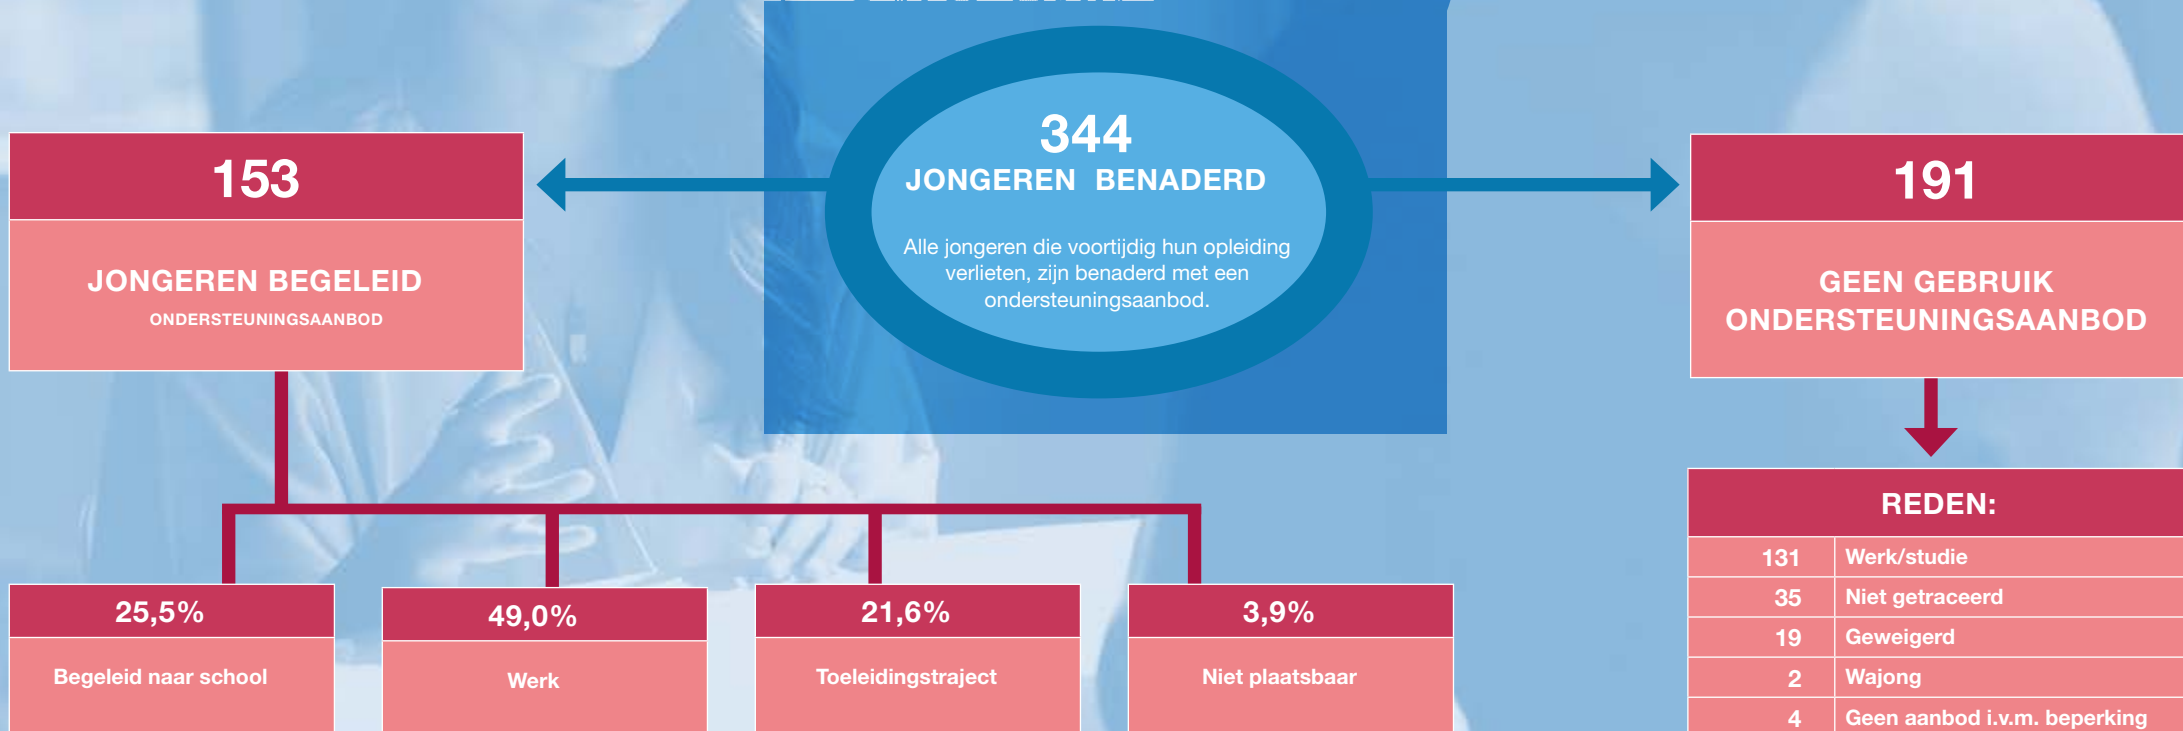 344
JONGEREN BENADERD
Alle jongeren die voortijdig hun opleiding
verlieten, zijn benaderd met een
ondersteuningsaanbod.
153
JONGEREN BEGELEID
ONDERSTEUNINGSAANBOD
191
GEEN GEBRUIK
ONDERSTEUNINGSAANBOD
25,5%
Begeleid naar school
49,0%
Werk
21,6%
Toeleidingstraject
3,9%
Niet plaatsbaar
REDEN:
131 Werk/studie
35 Niet getraceerd
19 Geweigerd
2 Wajong
4 Geen aanbod i.v.m. beperking